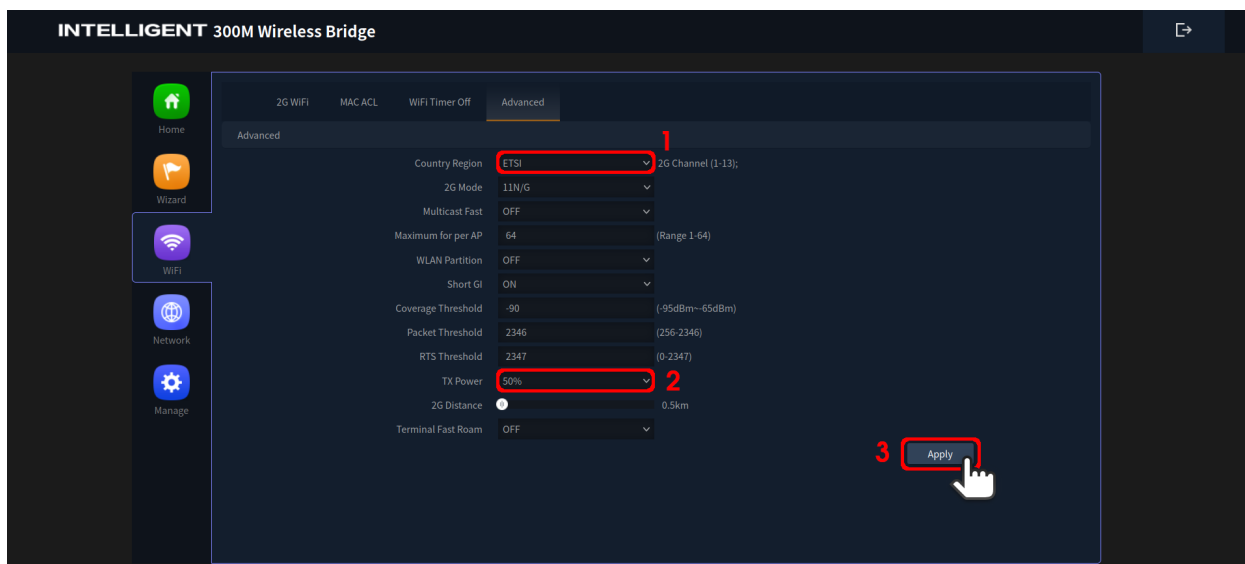 INTELLIGENT 300M Wireless Bridge
Home
Wizard
WiFi
Network
Manage
2G WiFi MAC ACL WiFi Timer Off Advanced
Advanced
1
Country Region ETSI 2G Channel (1-13);
2G Mode 11N/G
Multicast Fast OFF
Maximum for per AP 64 (Range 1-64)
WLAN Partition OFF
Short GI ON
Coverage Threshold -90 (-95dBm~-65dBm)
Packet Threshold 2346 (256-2346)
RTS Threshold 2347 (0-2347)
TX Power 50% 2
2G Distance 0 0.5km
Terminal Fast Roam OFF
3 Apply